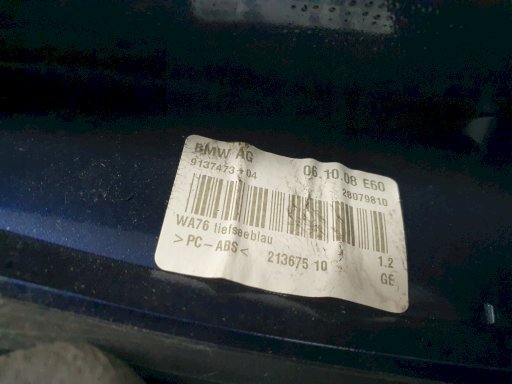 BMW AG 06.10.08 E60
9137473-04 28079810
WA76 tiefseeblau
>PC-ABS< 213675 10 1.2
GE